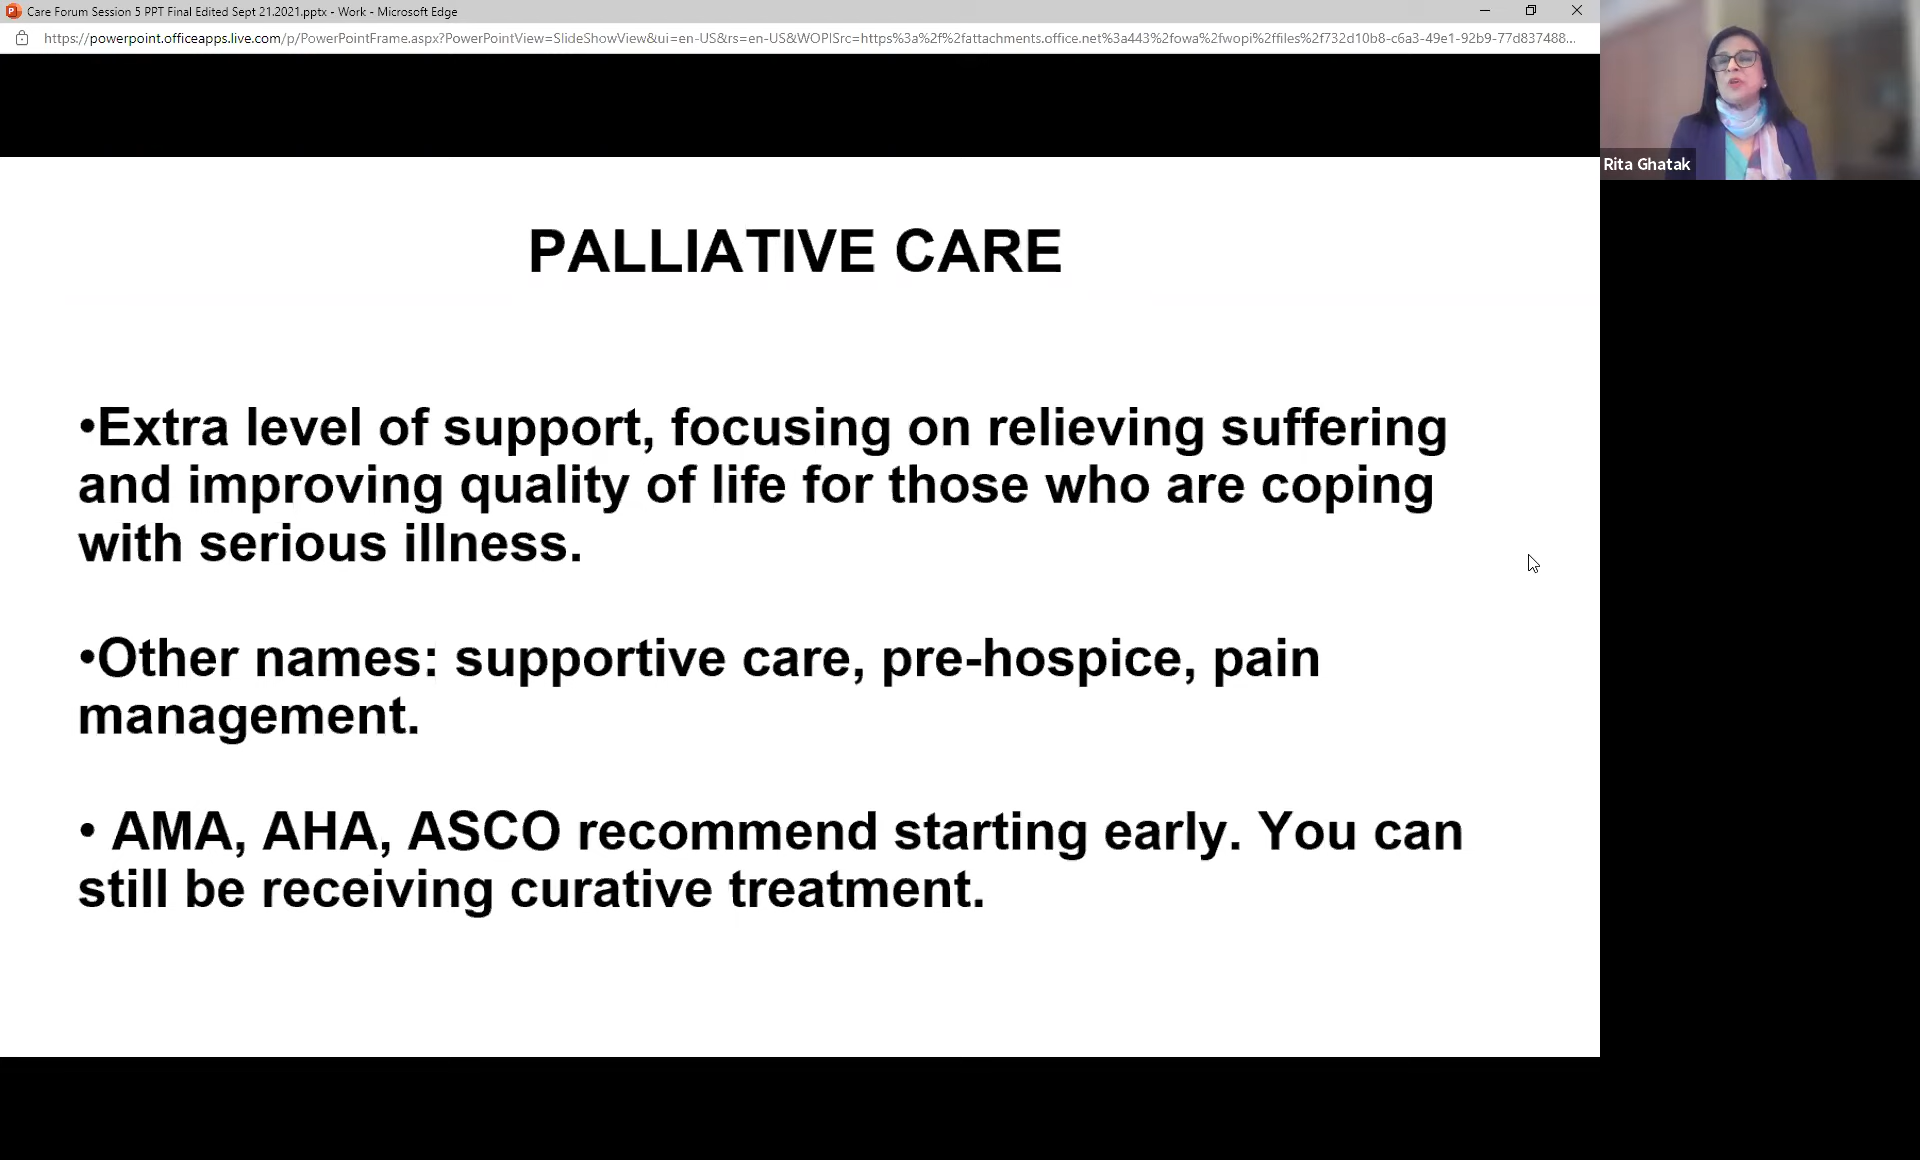 Care Forum Session 5 PPT Final Edited Sept 21.2021.pptx - Work - Microsoft Edge
https://powerpoint.officeapps.live.com/p/PowerPointFrame.aspx?PowerPointView=SlideShowView&ui=en-US&rs=en-US&WOPISrc=https%3a%2f%2fattachments.office.net%3a443%2fowa%2fwopi%2ffiles%2f732d10b8-c6a3-49e1-92b9-77d837488...
Rita Ghatak
PALLIATIVE CARE
•Extra level of support, focusing on relieving suffering
and improving quality of life for those who are coping
with serious illness.
•Other names: supportive care, pre-hospice, pain
management.
• AMA, AHA, ASCO recommend starting early. You can
still be receiving curative treatment.